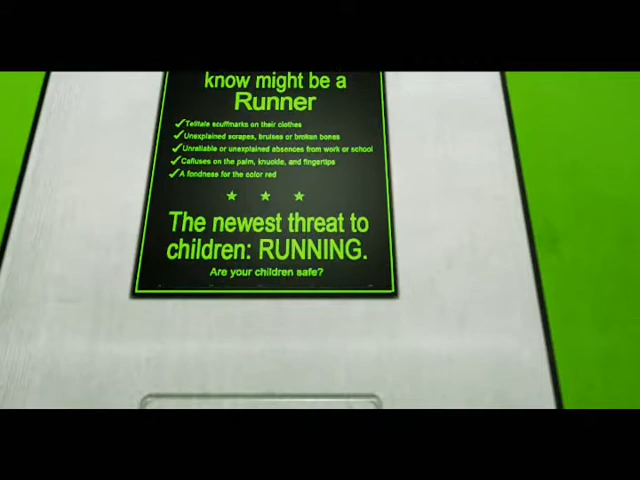 know might be a
Runner
Telltale scuffmarks on their clothes
Unexplained scrapes, bruises or broken bones
Unreliable or unexplained absences from work or school
Calluses on the palm, knuckle, and fingertips
A fondness for the color red
The newest threat to
children: RUNNING.
Are your children safe?